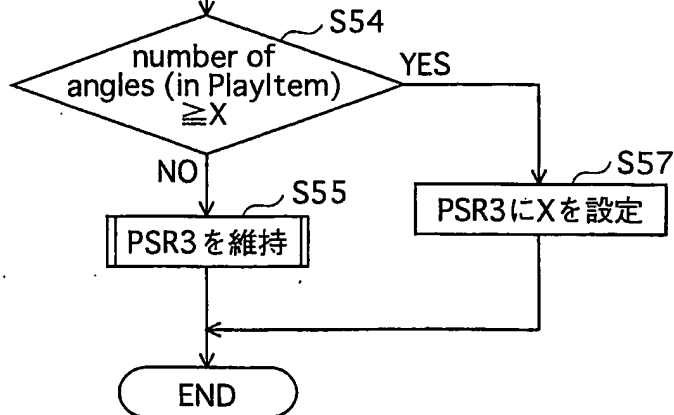 S54
number of
angles (in PlayItem)
≧X
YES
NO
S57
S55
PSR3にXを設定
PSR3を維持
END